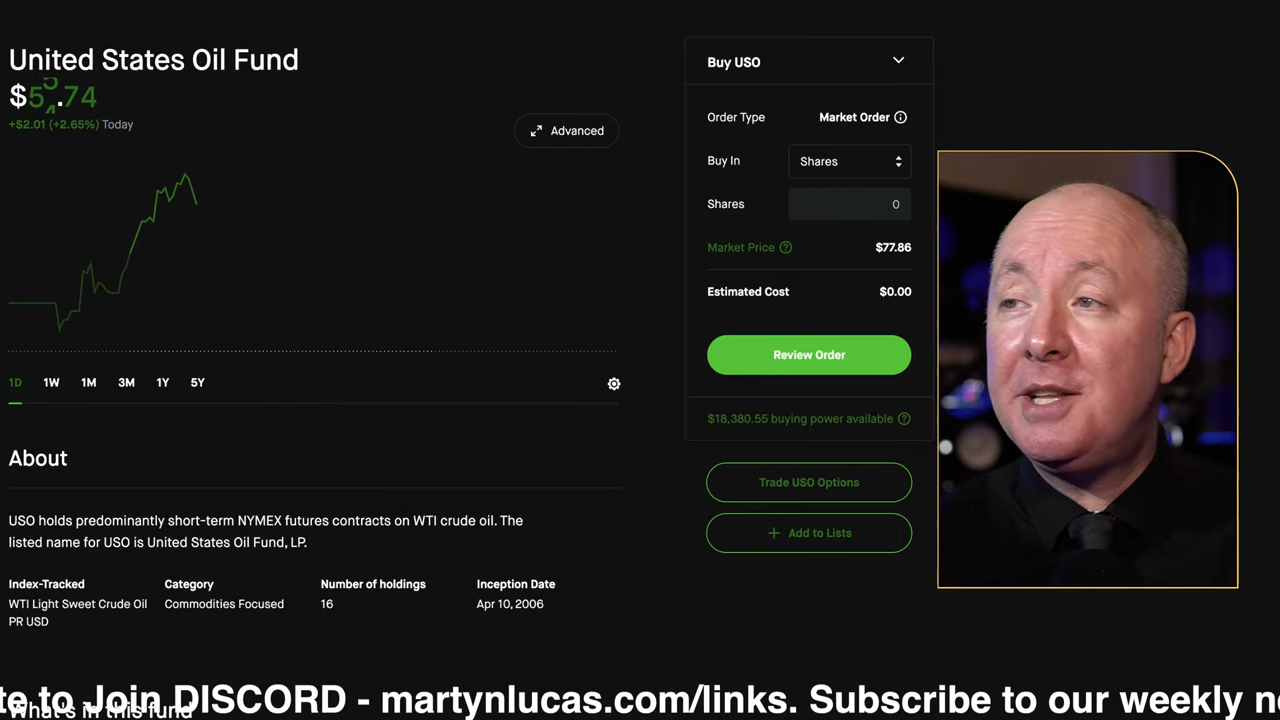 United States Oil Fund
+$2.01 (+2.65%) Today
Advanced
1D 1W 1M 3M 1Y 5Y
About
USO holds predominantly short-term NYMEX futures contracts on WTI crude oil. The
listed name for USO is United States Oil Fund, LP.
Index-Tracked Category Number of holdings Inception Date
WTI Light Sweet Crude Oil Commodities Focused 16 Apr 10, 2006
PR USD
Buy USO
Order Type Market Order
Buy In Shares
Shares 0
Market Price $77.86
Estimated Cost $0.00
Review Order
$18,380.55 buying power available
Trade USO Options
+ Add to Lists
te to Join DISCORD - martynlucas.com/links. Subscribe to our weekly n
What's in this fund